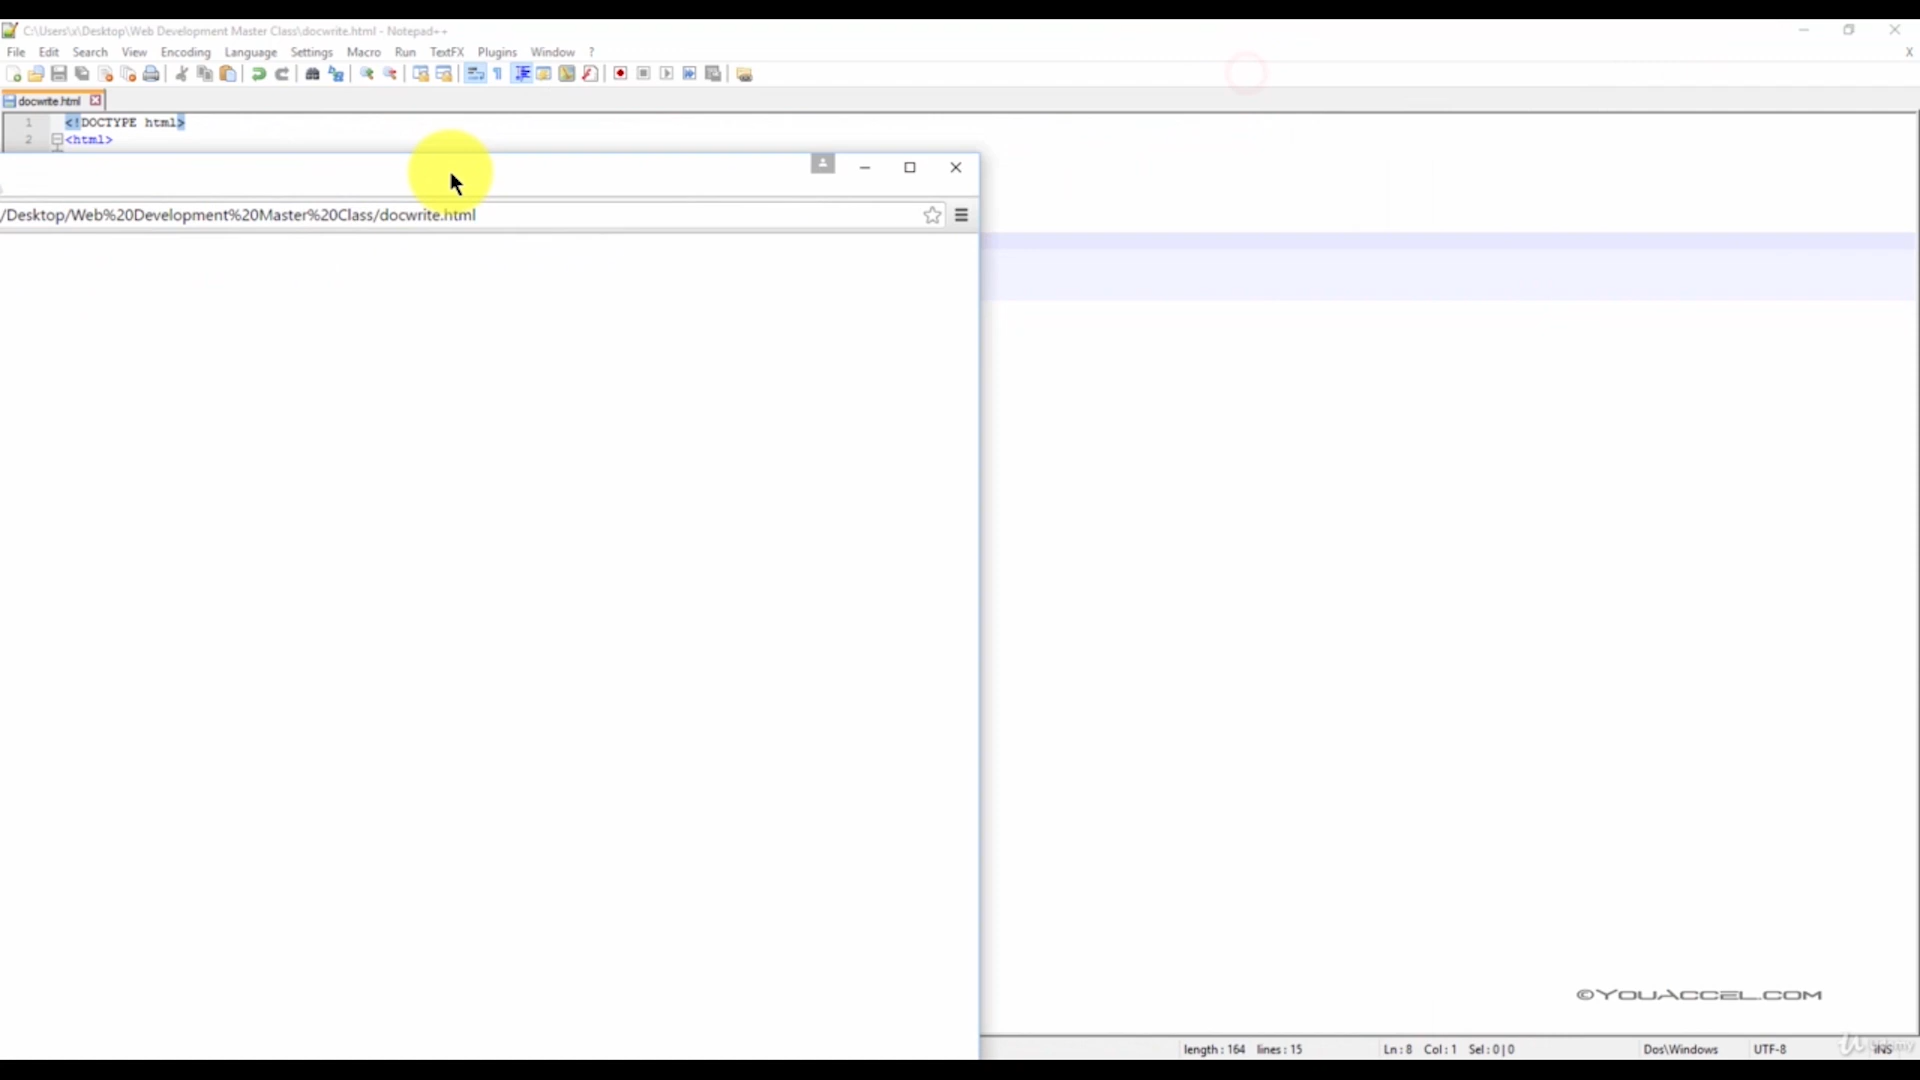 C:\Users\x\Desktop\Web Development Master Class\docwrite.html - Notepad++
File Edit Search View Encoding Language Settings Macro Run TextFX Plugins Window ? X
docwrite.html
1 <!DOCTYPE html>
2 <html>
/Desktop/Web%20Development%20Master%20Class/docwrite.html
©YOUACCEL.COM
length : 164 lines : 15 Ln : 8 Col : 1 Sel : 0 | 0 Dos\Windows UTF-8 INS